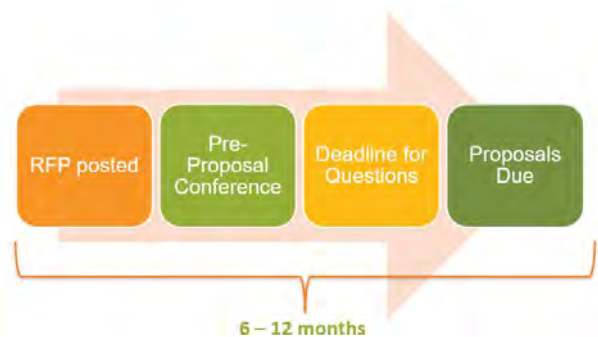 RFP posted
Pre-
Proposal
Conference
Deadline for
Questions
Proposals
Due
6 – 12 months